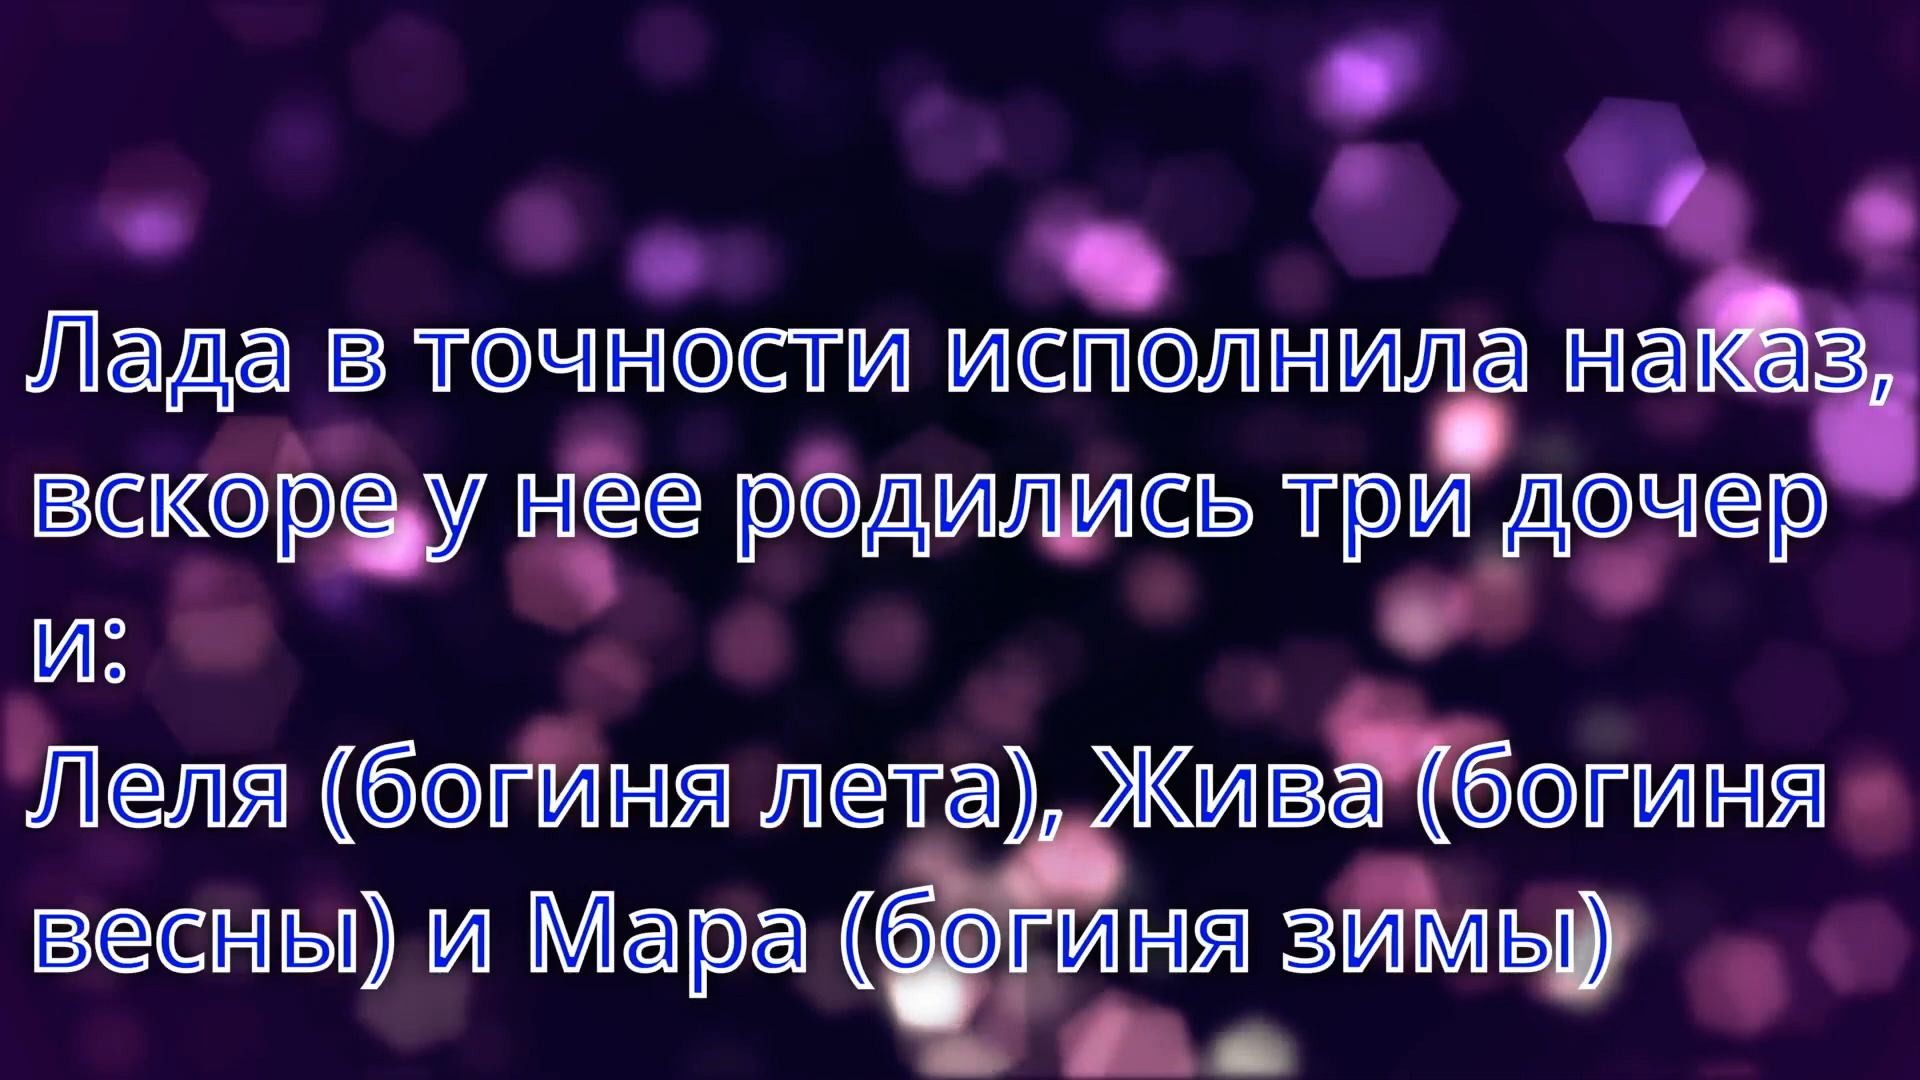 Лада в точности исполнила наказ,
вскоре у нее родились три дочер
и:
Леля (богиня лета), Жива (богиня
весны) и Мара (богиня зимы)